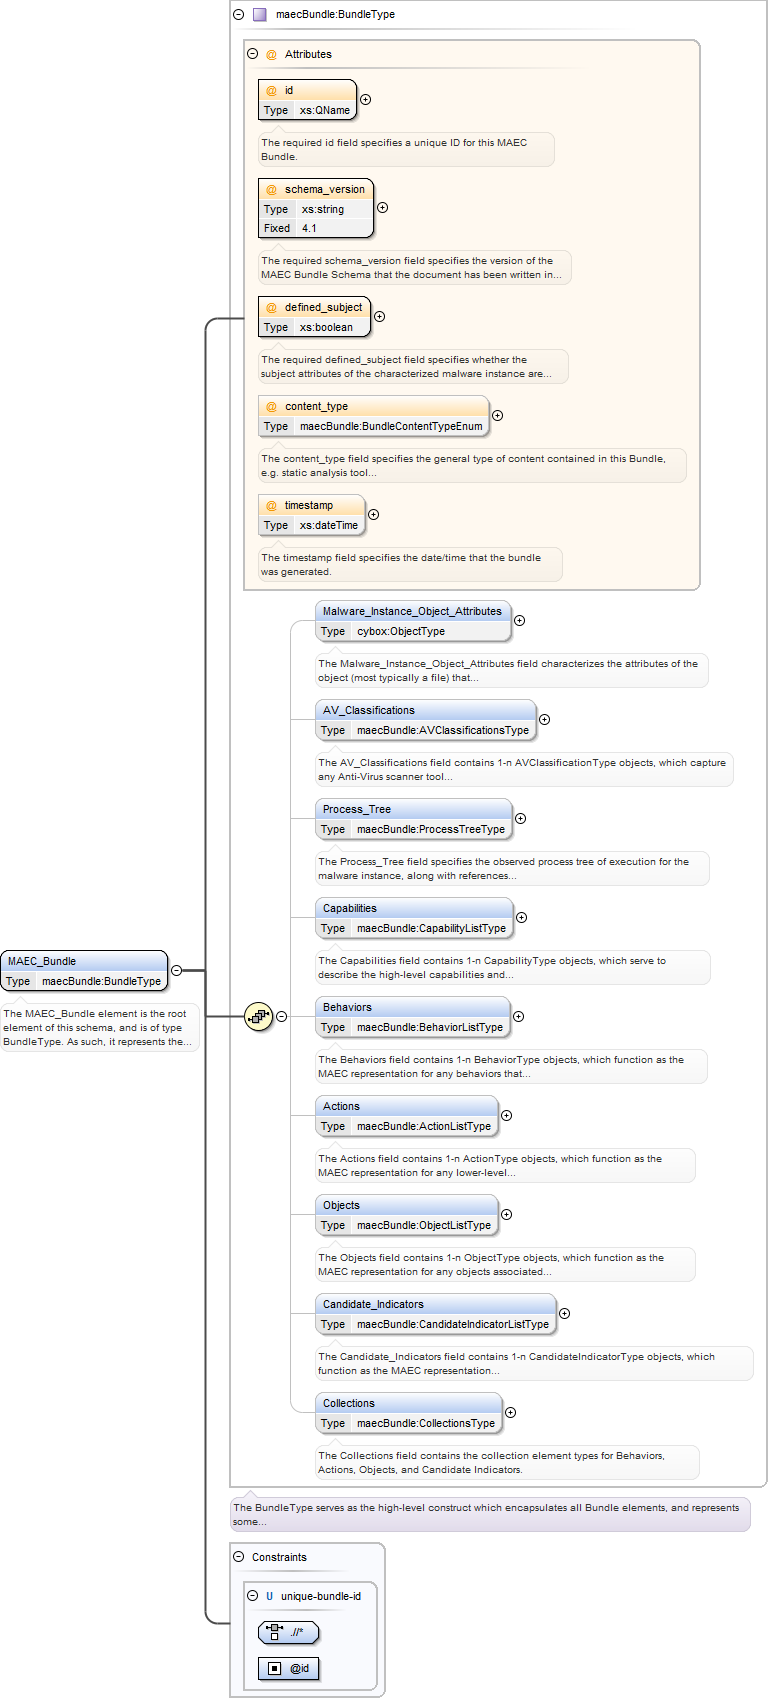 maecBundle:BundleType
@ Attributes
@ id
Type xs:QName
The required id field specifies a unique ID for this MAEC
Bundle.
@ schema_version
Type xs:string
Fixed 4.1
The required schema_version field specifies the version of the
MAEC Bundle Schema that the document has been written in...
@ defined_subject
Type xs:boolean
The required defined_subject field specifies whether the
subject attributes of the characterized malware instance are...
@ content_type
Type maecBundle:BundleContentTypeEnum
The content_type field specifies the general type of content contained in this Bundle,
e.g. static analysis tool...
@ timestamp
Type xs:dateTime
The timestamp field specifies the date/time that the bundle
was generated.
Malware_Instance_Object_Attributes
Type cybox:ObjectType
The Malware_Instance_Object_Attributes field characterizes the attributes of the
object (most typically a file) that...
AV_Classifications
Type maecBundle:AVClassificationsType
The AV_Classifications field contains 1-n AVClassificationType objects, which capture
any Anti-Virus scanner tool...
Process_Tree
Type maecBundle:ProcessTreeType
The Process_Tree field specifies the observed process tree of execution for the
malware instance, along with references...
Capabilities
Type maecBundle:CapabilityListType
The Capabilities field contains 1-n CapabilityType objects, which serve to
describe the high-level capabilities and...
MAEC_Bundle
Type maecBundle:BundleType
The MAEC_Bundle element is the root
element of this schema, and is of type
BundleType. As such, it represents the...
Behaviors
Type maecBundle:BehaviorListType
The Behaviors field contains 1-n BehaviorType objects, which function as the
MAEC representation for any behaviors that...
Actions
Type maecBundle:ActionListType
The Actions field contains 1-n ActionType objects, which function as the
MAEC representation for any lower-level...
Objects
Type maecBundle:ObjectListType
The Objects field contains 1-n ObjectType objects, which function as the
MAEC representation for any objects associated...
Candidate_Indicators
Type maecBundle:CandidateIndicatorListType
The Candidate_Indicators field contains 1-n CandidateIndicatorType objects, which
function as the MAEC representation...
Collections
Type maecBundle:CollectionsType
The Collections field contains the collection element types for Behaviors,
Actions, Objects, and Candidate Indicators.
The BundleType serves as the high-level construct which encapsulates all Bundle elements, and represents
some...
Constraints
U unique-bundle-id
.//*
@id